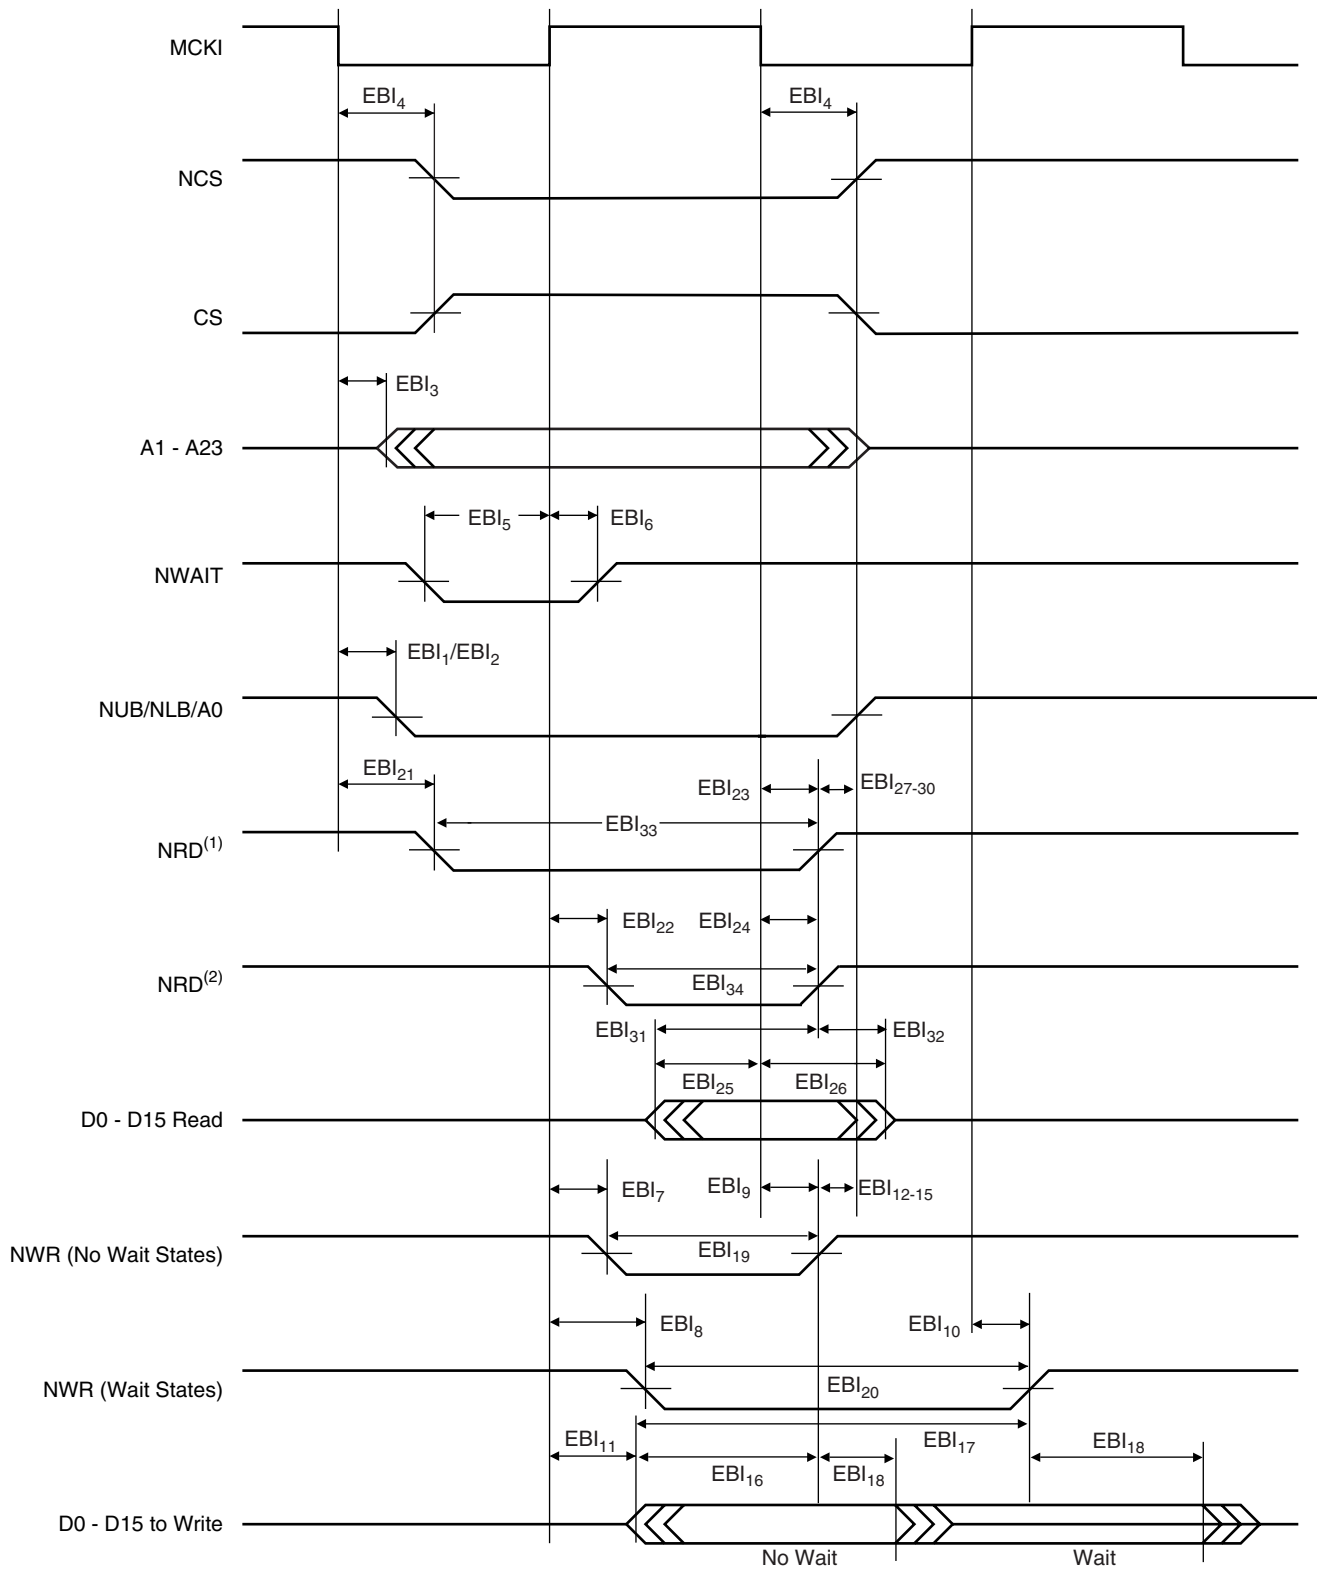 MCKI
EBI4 EBI4
NCS
CS
EBI3
A1 - A23
EBI5 EBI6
NWAIT
EBI1/EBI2
NUB/NLB/A0
EBI21 EBI23 EBI27-30
EBI33
NRD(1)
EBI22 EBI24
NRD(2)
EBI34
EBI31 EBI32
EBI25 EBI26
D0 - D15 Read
EBI7 EBI9 EBI12-15
NWR (No Wait States) EBI19
EBI8 EBI10
NWR (Wait States) EBI20
EBI11 EBI17 EBI18
EBI16 EBI18
D0 - D15 to Write
No Wait Wait